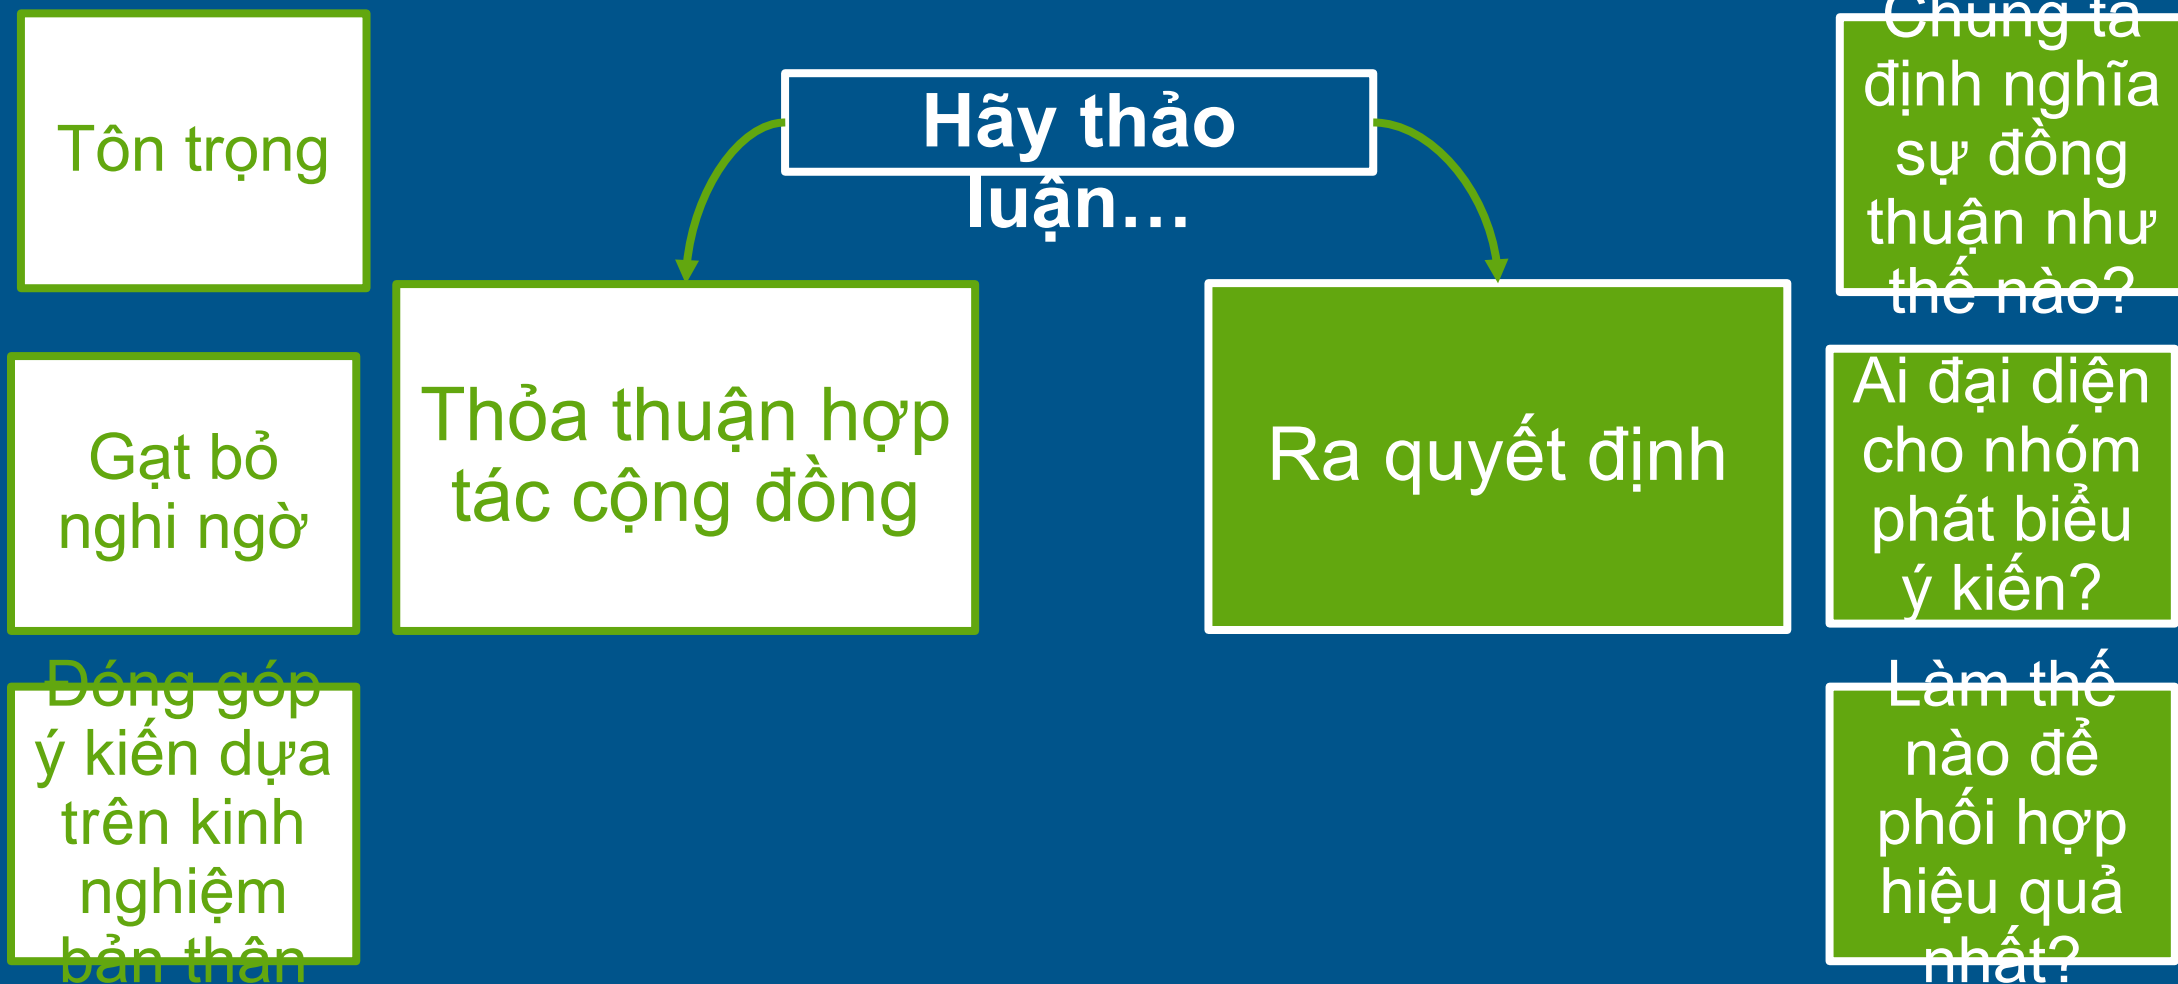 Hãy thảo
luận...
Tôn trọng
Gạt bỏ
nghi ngờ
Đóng góp
ý kiến dựa
trên kinh
nghiệm
bản thân
Thỏa thuận hợp
tác cộng đồng
Ra quyết định
Chúng ta
định nghĩa
sự đồng
thuận như
thế nào?
Ai đại diện
cho nhóm
phát biểu
ý kiến?
Làm thế
nào để
phối hợp
hiệu quả
nhất?